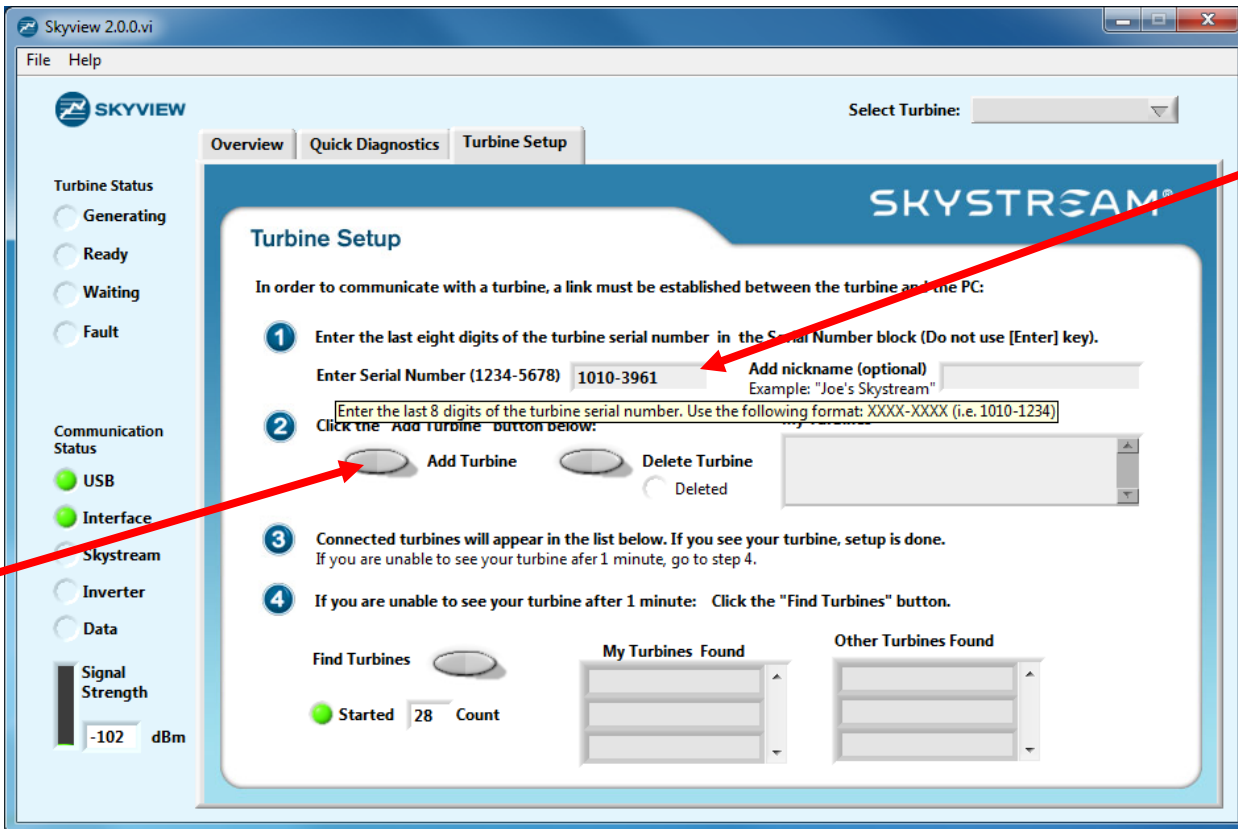 Skyview 2.0.0.vi
File Help
SKYVIEW
Select Turbine:
Overview Quick Diagnostics Turbine Setup
Turbine Status
Generating
Ready
Waiting
Fault
Communication
Status
USB
Interface
Skystream
Inverter
Data
Signal
Strength
-102 dBm
SKYSTREAM®
Turbine Setup
In order to communicate with a turbine, a link must be established between the turbine and the PC:
1 Enter the last eight digits of the turbine serial number in the Serial Number block (Do not use [Enter] key).
Enter Serial Number (1234-5678) 1010-3961
Add nickname (optional)
Example: "Joe's Skystream"
Enter the last 8 digits of the turbine serial number. Use the following format: XXXX-XXXX (i.e. 1010-1234)
2 Click the "Add Turbine" button below:
My Turbines
Add Turbine Delete Turbine
Deleted
3 Connected turbines will appear in the list below. If you see your turbine, setup is done.
If you are unable to see your turbine afer 1 minute, go to step 4.
4 If you are unable to see your turbine after 1 minute: Click the "Find Turbines" button.
Find Turbines
My Turbines Found
Other Turbines Found
Started 28 Count